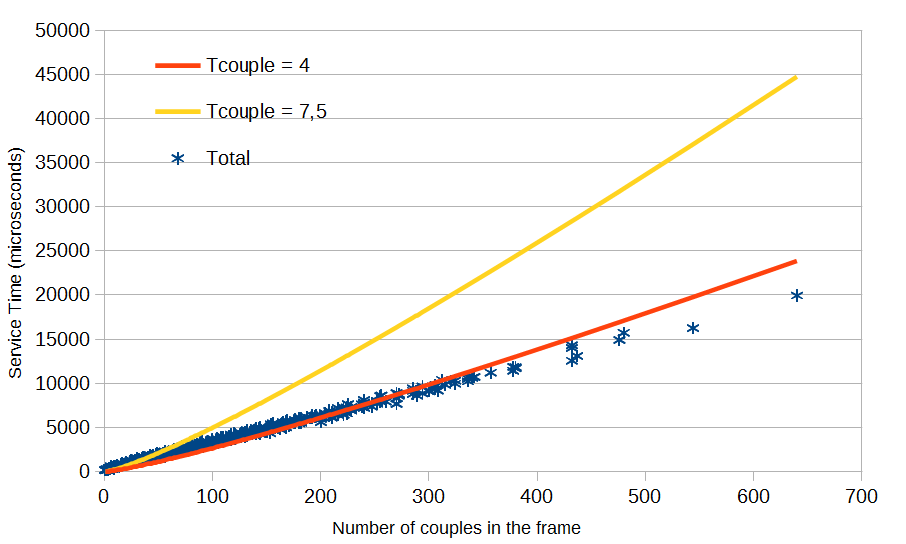 50000
45000
40000
35000
30000
25000
20000
15000
10000
5000
0
Service Time (microseconds)
Tcouple = 4
Tcouple = 7,5
Total
0 100 200 300 400 500 600 700
Number of couples in the frame